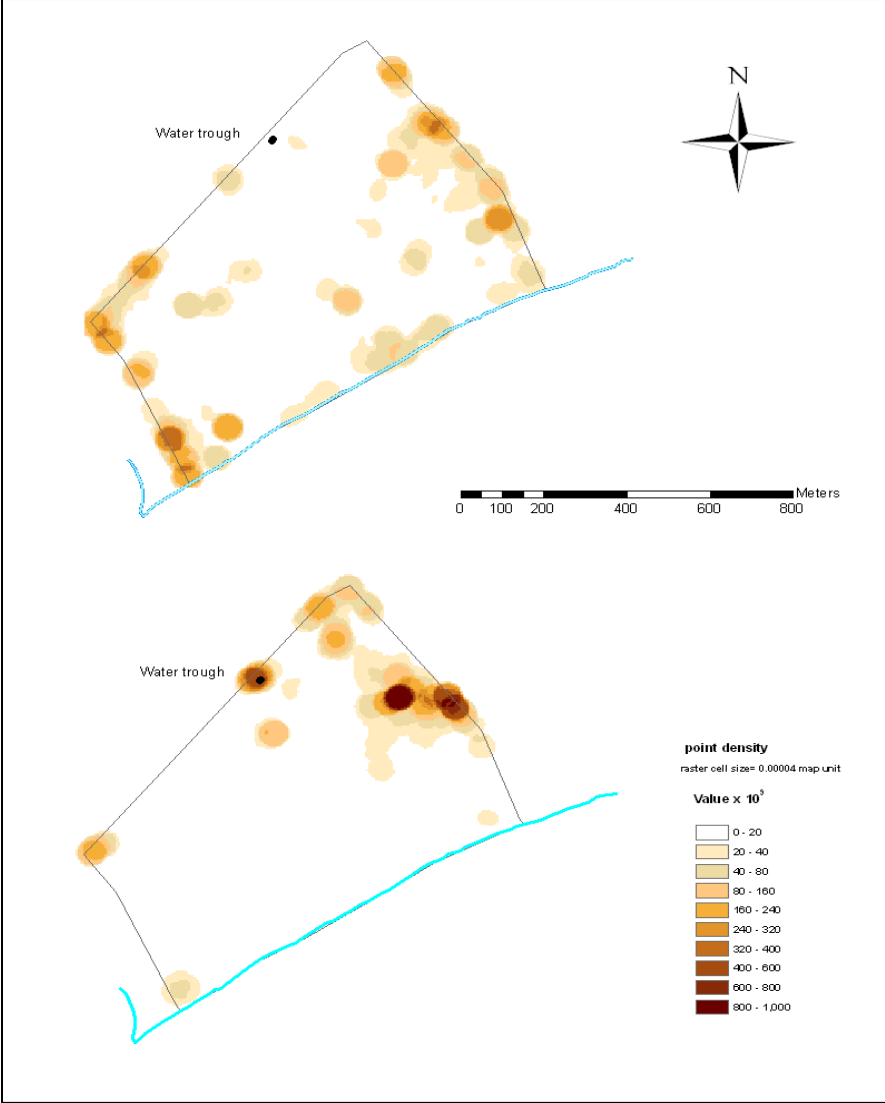 N
Water trough
Meters
0 100 200 400 600 800
Water trough
point density
raster cell size= 0.00004 map unit
Value x 10⁹
0 - 20
20 - 40
40 - 80
80 - 160
160 - 240
240 - 320
320 - 400
400 - 600
600 - 800
800 - 1,000